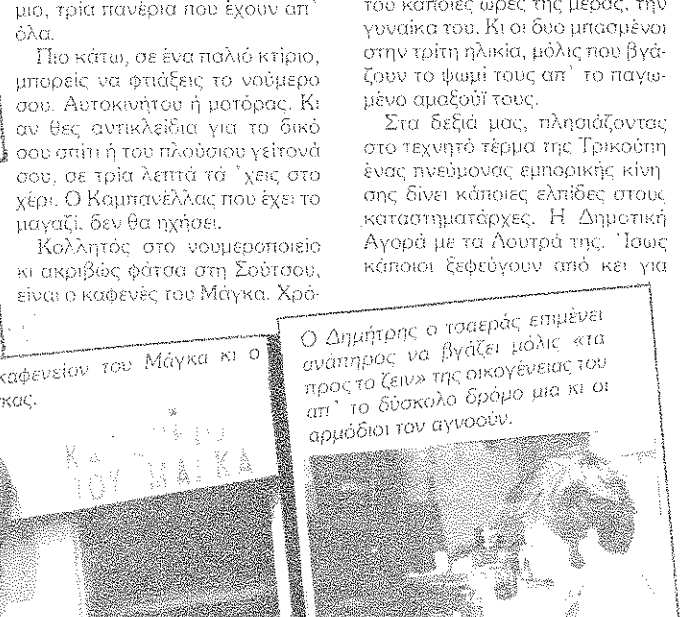 μιο, τρία πανέρια που έχουν απ᾽
όλα.
Πιο κάτω, σε ένα παλιό κτίριο,
μπορείς να φτιάξεις το νούμερο
σου. Αυτοκινήτου ή μοτόρας. Κι
αν θες αντικλείδια για το δικό
σου σπίτι ή του πλούσιου γείτονά
σου, σε τρία λεπτά τά ᾽χεις στο
χέρι. Ο Καμπανέλλας που έχει το
μαγαζί, δεν θα ηχήσει.
Κολλητός στο νουμεροποιείο
κι ακριβώς φάτσα στη Σούτσου,
είναι ο καφενές του Μάγκα. Χρό-
του κάποιες ώρες της μέρας, την
γυναίκα του. Κι οι δυο μπασμένοι
στην τρίτη ηλικία, μόλις που βγά-
ζουν το ψωμί τους απ᾽ το παγω-
μένο αμαξούϊ τους.
Στα δεξιά μας, πλησιάζοντας
στο τεχνητό τέρμα της Τρικούπη
ένας πνεύμονας εμπορικής κίνη-
σης δίνει κάποιες ελπίδες στους
καταστηματάρχες. Η Δημοτική
Αγορά με τα Λουτρά της. ᾽Ισως
κάποιοι ξεφεύγουν από κει για
καφενείον του Μάγκα κι ο
γκας.
ΤΟΥ ΜΑΓΚΑ
Ο Δημήτρης ο τσαεράς επιμένει
ανάπηρος να βγάζει μόλις «τα
προς το ζειν» της οικογένειας του
απ᾽ το δύσκολο δρόμο μια κι οι
αρμόδιοι τον αγνοούν.